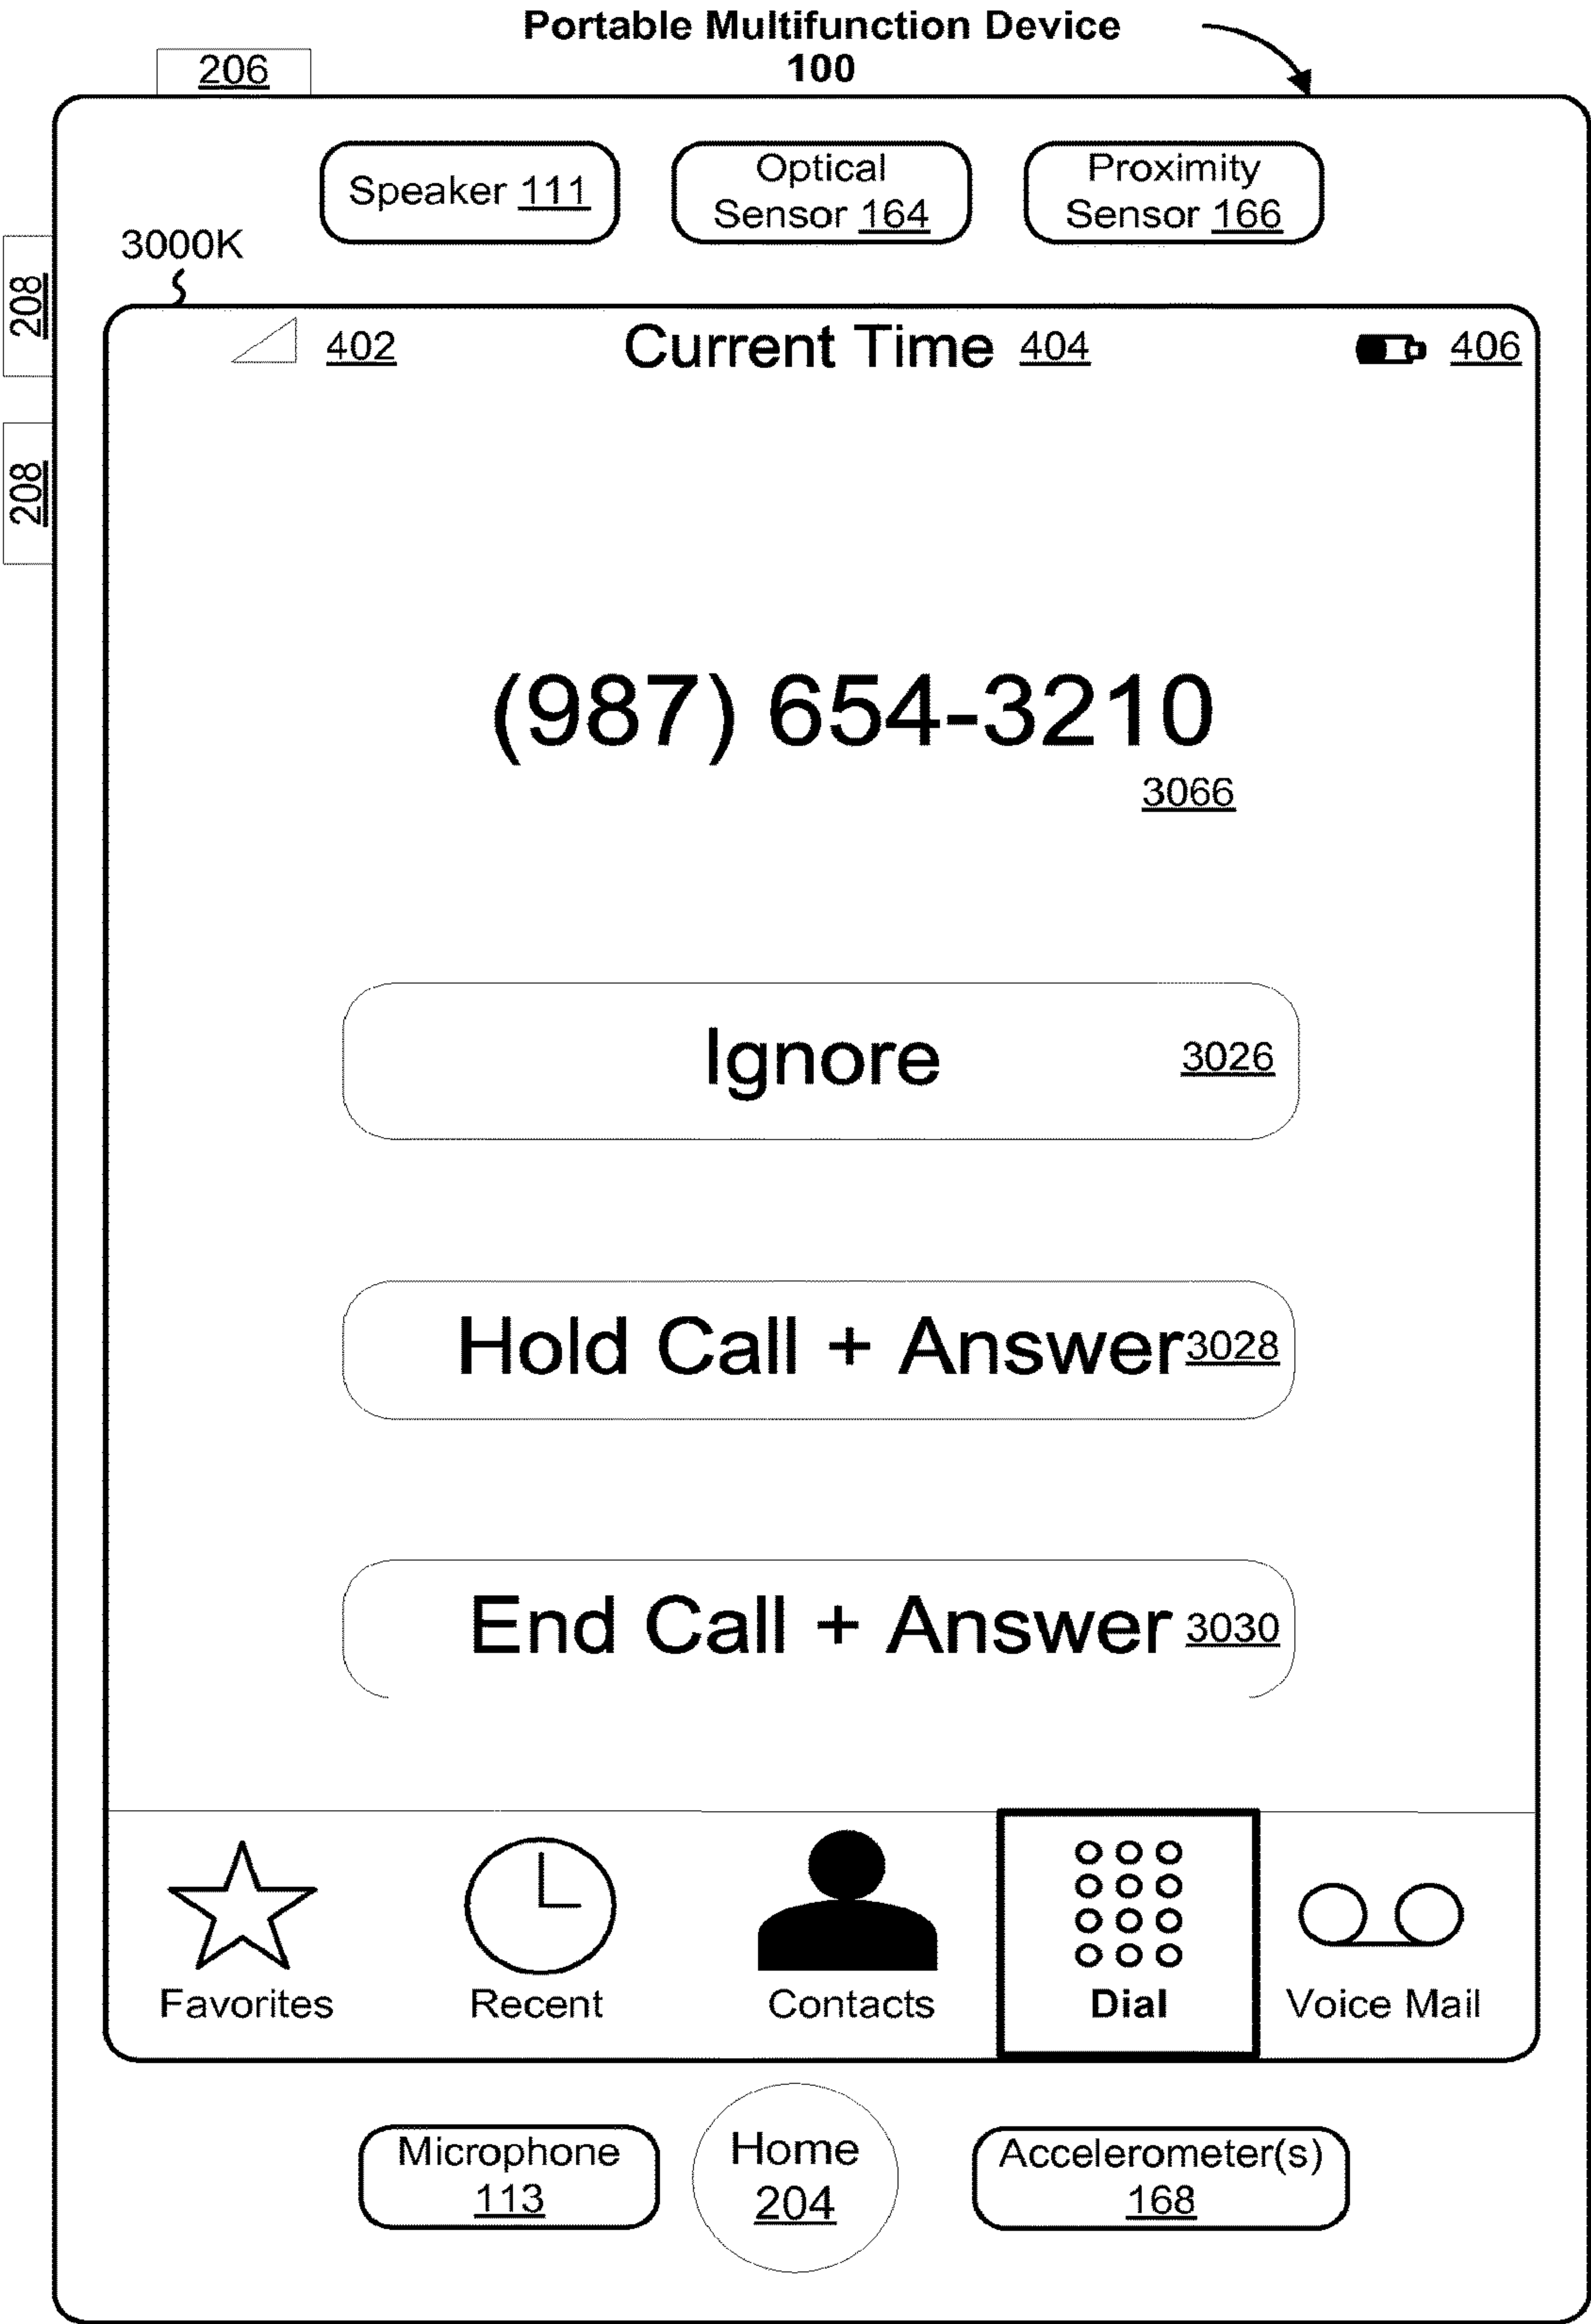 Portable Multifunction Device
100
206
Speaker 111
Optical
Sensor 164
Proximity
Sensor 166
3000K
208
208
402
Current Time 404
406
(987) 654-3210
3066
Ignore 3026
Hold Call + Answer 3028
End Call + Answer 3030
Favorites
Recent
Contacts
Dial
Voice Mail
Microphone
113
Home
204
Accelerometer(s)
168